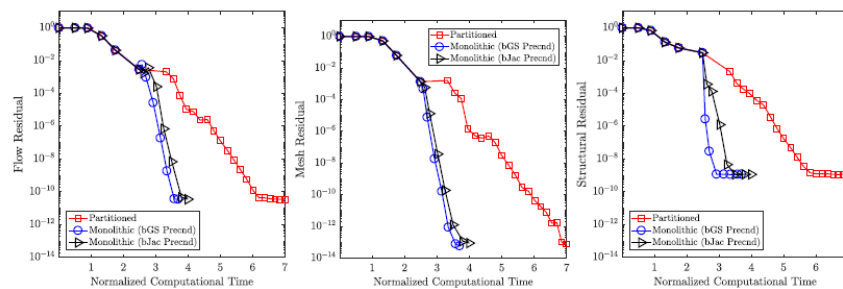 10^0
10^-2
10^-4
10^-6
10^-8
10^-10
10^-12
10^-14
Flow Residual
Partitioned
Monolithic (bGS Precnd)
Monolithic (bJac Precnd)
1 2 3 4 5 6 7
Normalized Computational Time
10^0
10^-2
10^-4
10^-6
10^-8
10^-10
10^-12
10^-14
Mesh Residual
Partitioned
Monolithic (bGS Precnd)
Monolithic (bJac Precnd)
1 2 3 4 5 6 7
Normalized Computational Time
10^0
10^-2
10^-4
10^-6
10^-8
10^-10
10^-12
10^-14
Structural Residual
Partitioned
Monolithic (bGS Precnd)
Monolithic (bJac Precnd)
1 2 3 4 5 6
Normalized Computational Time